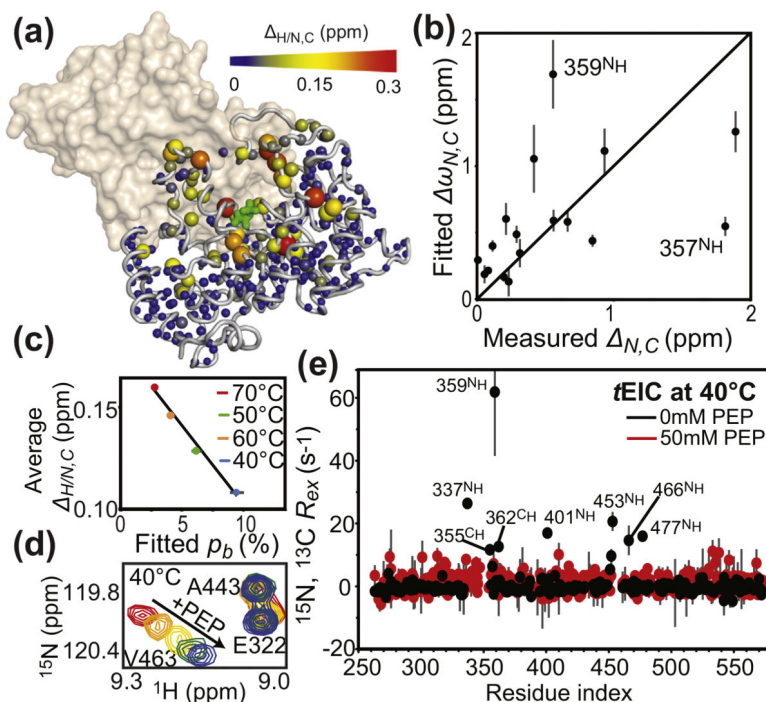 (a)
Δ_H/N,C (ppm)
0 0.15 0.3
(b)
2
1
0
Fitted Δω_N,C (ppm)
359^NH
357^NH
0 1 2
Measured Δ_N,C (ppm)
(c)
Average
Δ_H/N,C (ppm)
0.15
0.10
70°C
50°C
60°C
40°C
0 5 10
Fitted p_b (%)
(d)
15N (ppm)
119.8
120.4
40°C
+PEP
A443
E322
V463
9.3 9.0
1H (ppm)
(e)
15N, 13C R_ex (s-1)
60
40
20
0
-20
tEIC at 40°C
0mM PEP
50mM PEP
359^NH
337^NH
355^CH
362^CH
401^NH
453^NH
466^NH
477^NH
250 300 350 400 450 500 550
Residue index